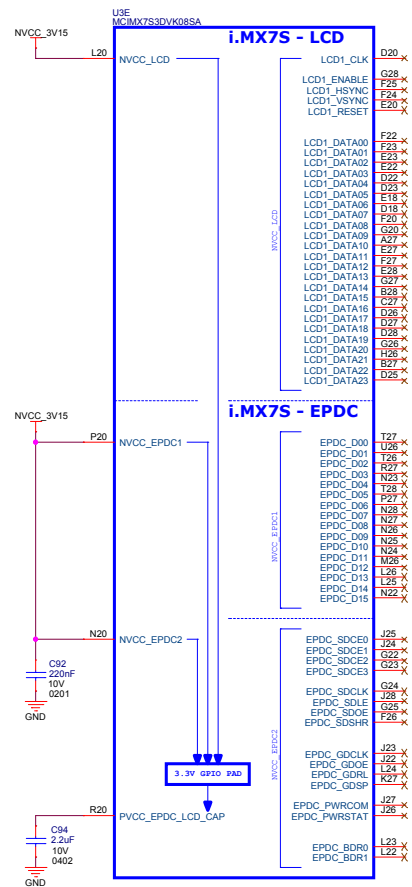 U3E
MCIMX7S3DVK08SA
NVCC_3V15
i.MX7S - LCD
L20 NVCC_LCD
LCD1_CLK D20
LCD1_ENABLE G28
LCD1_HSYNC F25
LCD1_VSYNC F24
LCD1_RESET E20
LCD1_DATA00 F22
LCD1_DATA01 F23
LCD1_DATA02 E23
LCD1_DATA03 E22
LCD1_DATA04 D22
LCD1_DATA05 D23
LCD1_DATA06 E18
LCD1_DATA07 D18
LCD1_DATA08 F20
LCD1_DATA09 G20
LCD1_DATA10 A27
LCD1_DATA11 E27
LCD1_DATA12 F27
LCD1_DATA13 E28
LCD1_DATA14 G27
LCD1_DATA15 B28
LCD1_DATA16 C27
LCD1_DATA17 D26
LCD1_DATA18 D27
LCD1_DATA19 D28
LCD1_DATA20 G26
LCD1_DATA21 H26
LCD1_DATA22 B27
LCD1_DATA23 D25
NVCC_LCD
i.MX7S - EPDC
NVCC_3V15
P20 NVCC_EPDC1
EPDC_D00 T27
EPDC_D01 U26
EPDC_D02 T26
EPDC_D03 R27
EPDC_D04 N23
EPDC_D05 T28
EPDC_D06 P27
EPDC_D07 N28
EPDC_D08 N27
EPDC_D09 N26
EPDC_D10 N25
EPDC_D11 N24
EPDC_D12 M26
EPDC_D13 L26
EPDC_D14 L25
EPDC_D15 N22
NVCC_EPDC1
N20 NVCC_EPDC2
EPDC_SDCE0 J25
EPDC_SDCE1 J24
EPDC_SDCE2 G22
EPDC_SDCE3 G23
EPDC_SDCLK G24
EPDC_SDLE J28
EPDC_SDOE G25
EPDC_SDSHR F26
EPDC_GDCLK J23
EPDC_GDOE J22
EPDC_GDRL L24
EPDC_GDSP K27
EPDC_PWRCOM J27
EPDC_PWRSTAT J26
EPDC_BDR0 L23
EPDC_BDR1 L22
NVCC_EPDC2
C92
220nF
10V
0201
GND
3.3V GPIO PAD
R20 PVCC_EPDC_LCD_CAP
C94
2.2uF
10V
0402
GND